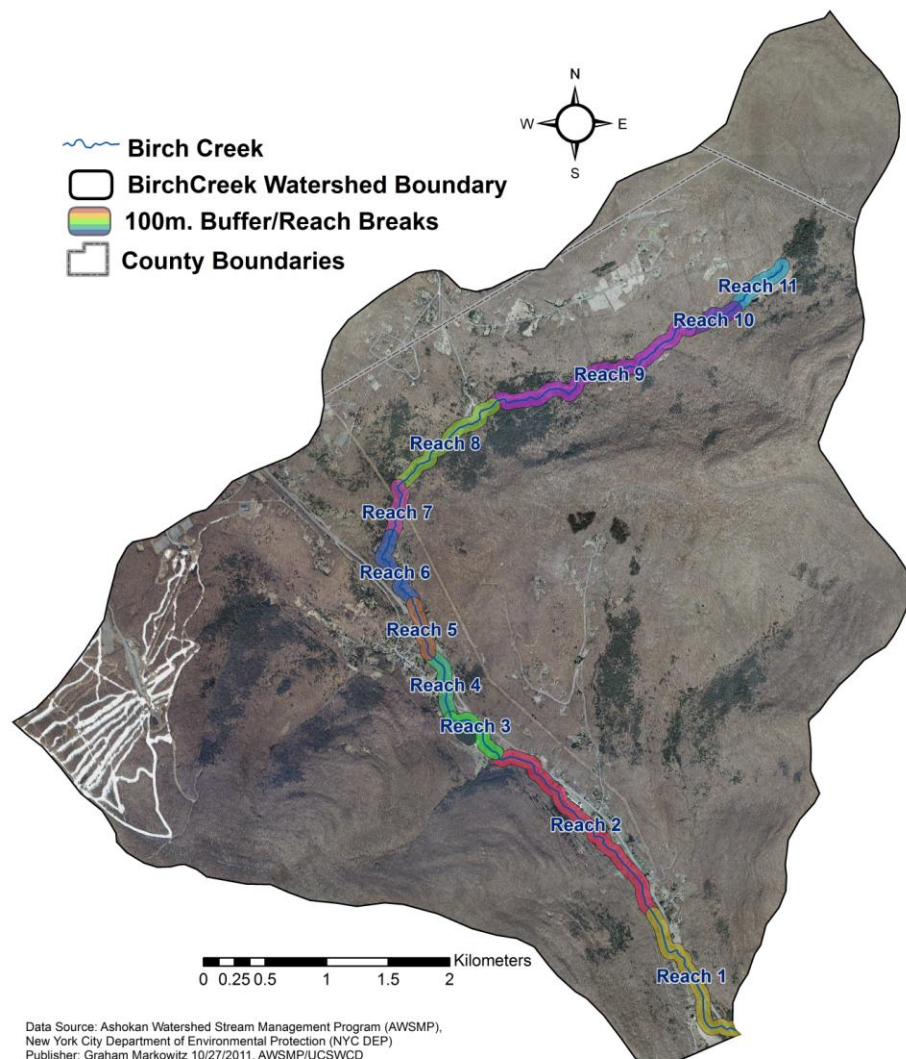 N
W E
S
Birch Creek
BirchCreek Watershed Boundary
100m. Buffer/Reach Breaks
County Boundaries
Reach 11
Reach 10
Reach 9
Reach 8
Reach 7
Reach 6
Reach 5
Reach 4
Reach 3
Reach 2
Reach 1
Kilometers
0 0.25 0.5 1 1.5 2
Data Source: Ashokan Watershed Stream Management Program (AWSMP),
New York City Department of Environmental Protection (NYC DEP)
Publisher: Graham Markowitz 10/27/2011, AWSMP/UCSWCD